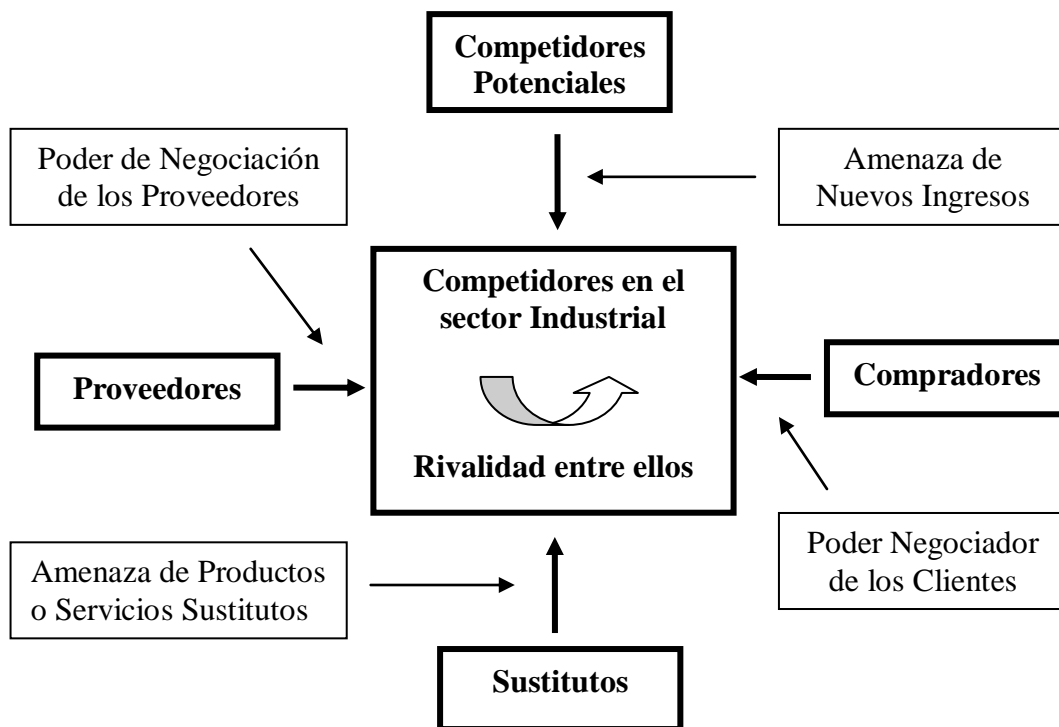 Competidores
Potenciales
Poder de Negociación
de los Proveedores
Amenaza de
Nuevos Ingresos
Competidores en el
sector Industrial
Proveedores
Compradores
Rivalidad entre ellos
Amenaza de Productos
o Servicios Sustitutos
Poder Negociador
de los Clientes
Sustitutos